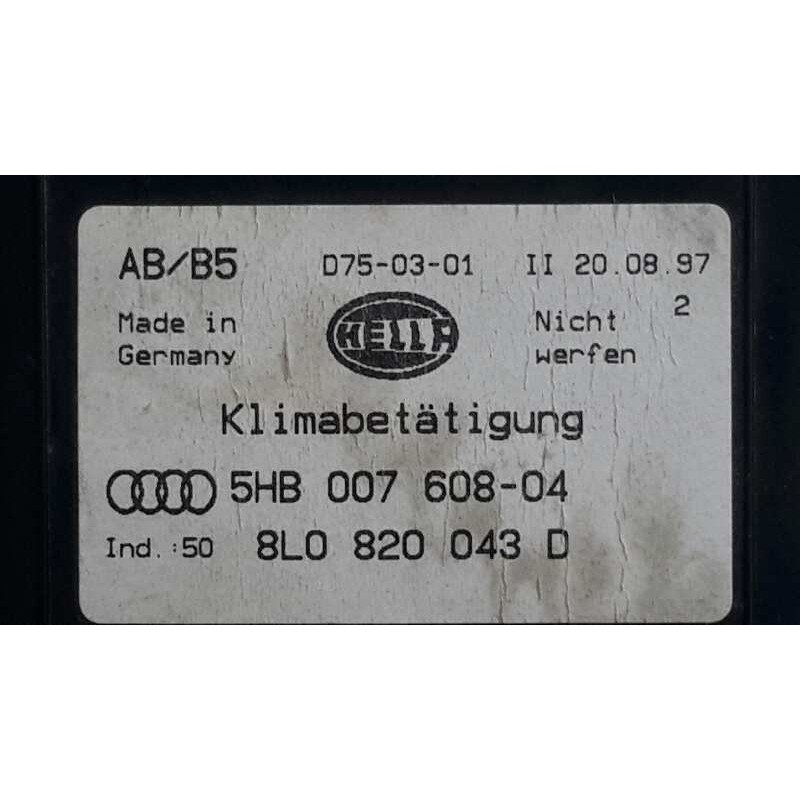 AB/B5 D75-03-01 II 20.08.97
Made in HELLA Nicht 2
Germany werfen
Klimabetätigung
5HB 007 608-04
Ind.:50 8L0 820 043 D